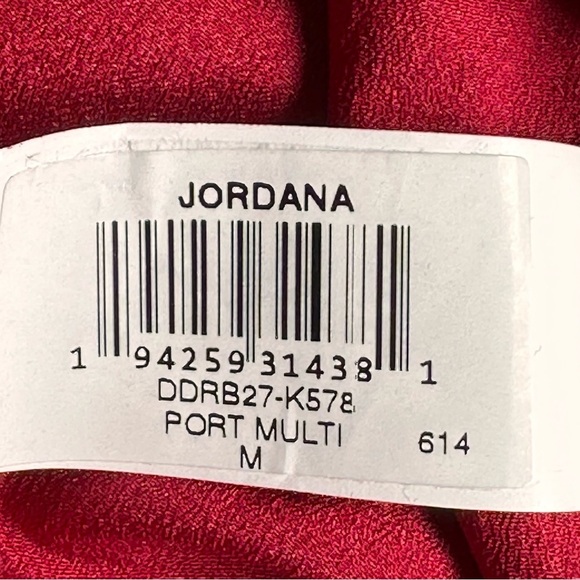 JORDANA
1 94259 31438 1
DDRB27-K578
PORT MULTI 614
M